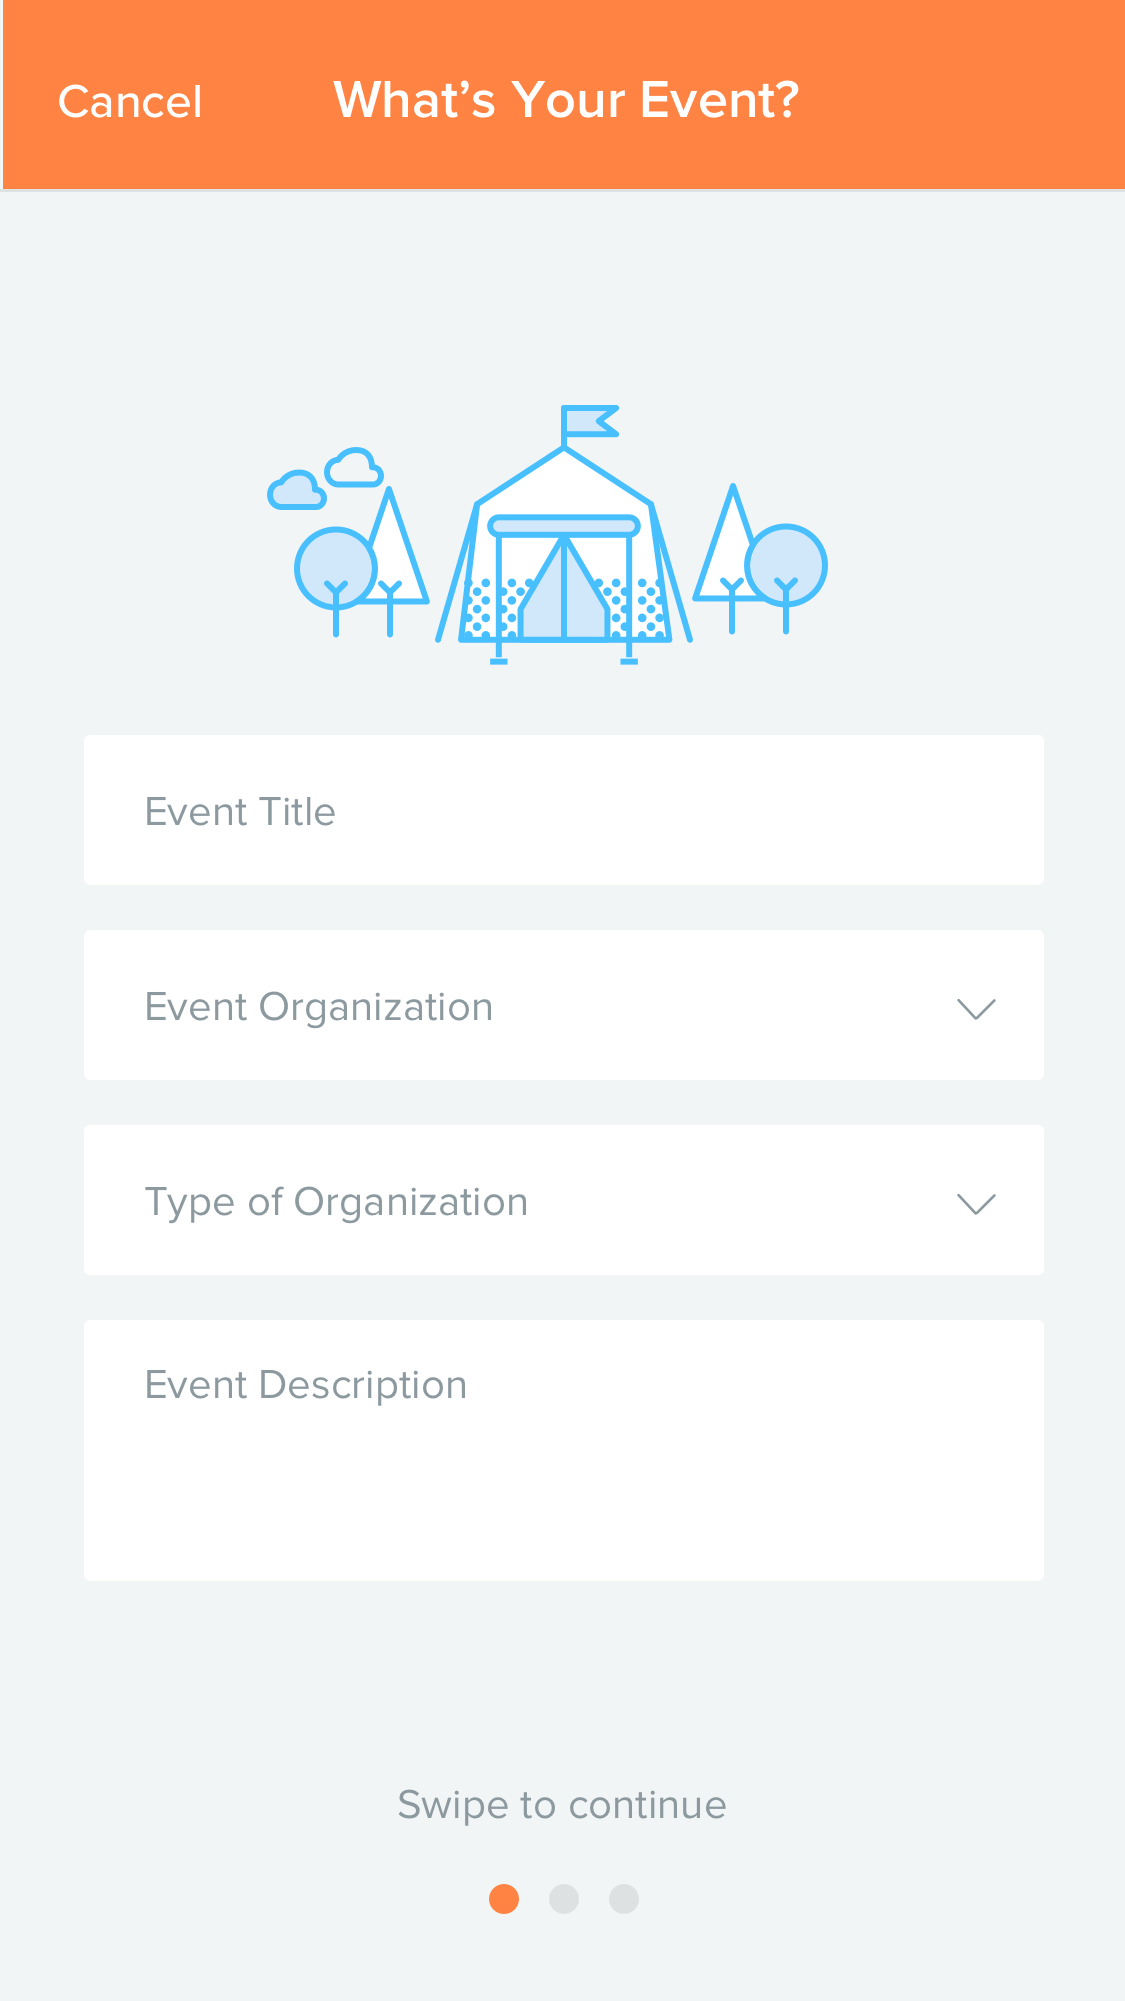 Cancel
What’s Your Event?
Event Title
Event Organization
Type of Organization
Event Description
Swipe to continue